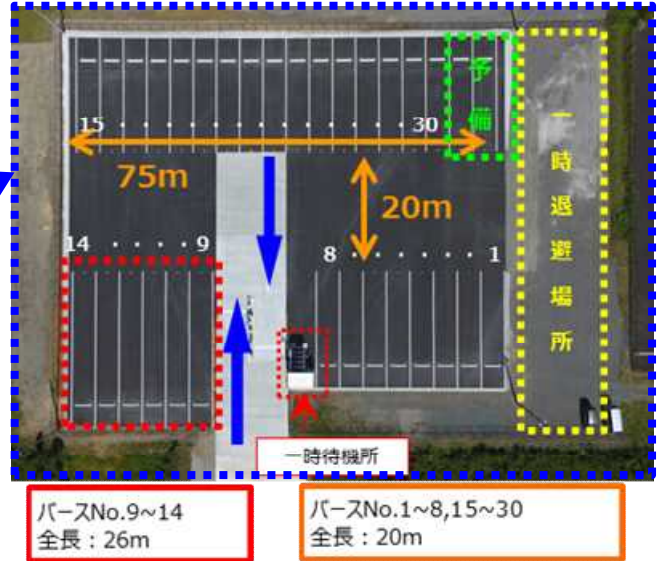 予備
15 ・・・・・・・・・・・・・・ 30
75m
20m
14 ・・・・ 9
8 ・・・・・・ 1
一時退避場所
一時待機所
バースNo.9~14
全長：26m
バースNo.1~8,15~30
全長：20m